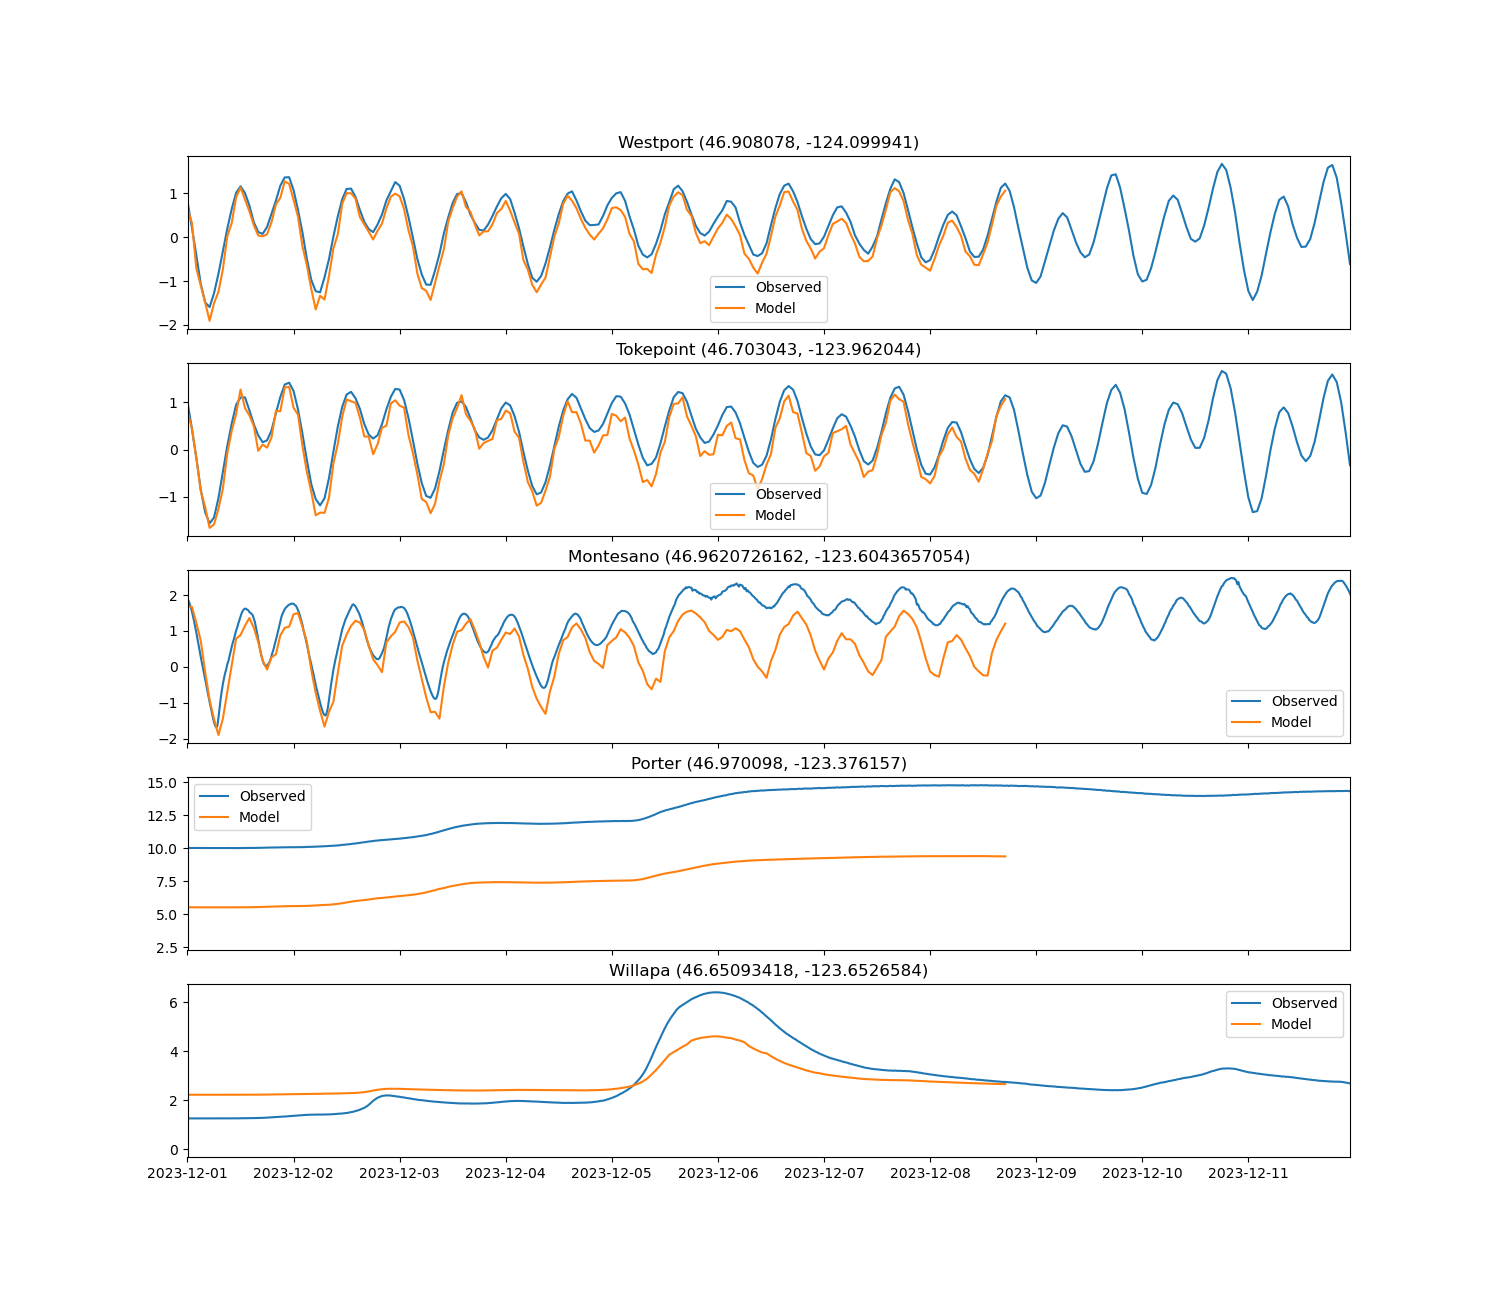 Westport (46.908078, -124.099941)
1
0
−1
−2
Observed
Model
Tokepoint (46.703043, -123.962044)
1
0
−1
Observed
Model
Montesano (46.9620726162, -123.6043657054)
2
1
0
−1
−2
Observed
Model
Porter (46.970098, -123.376157)
15.0
12.5
10.0
7.5
5.0
2.5
Observed
Model
Willapa (46.65093418, -123.6526584)
6
4
2
0
Observed
Model
2023-12-01 2023-12-02 2023-12-03 2023-12-04 2023-12-05 2023-12-06 2023-12-07 2023-12-08 2023-12-09 2023-12-10 2023-12-11